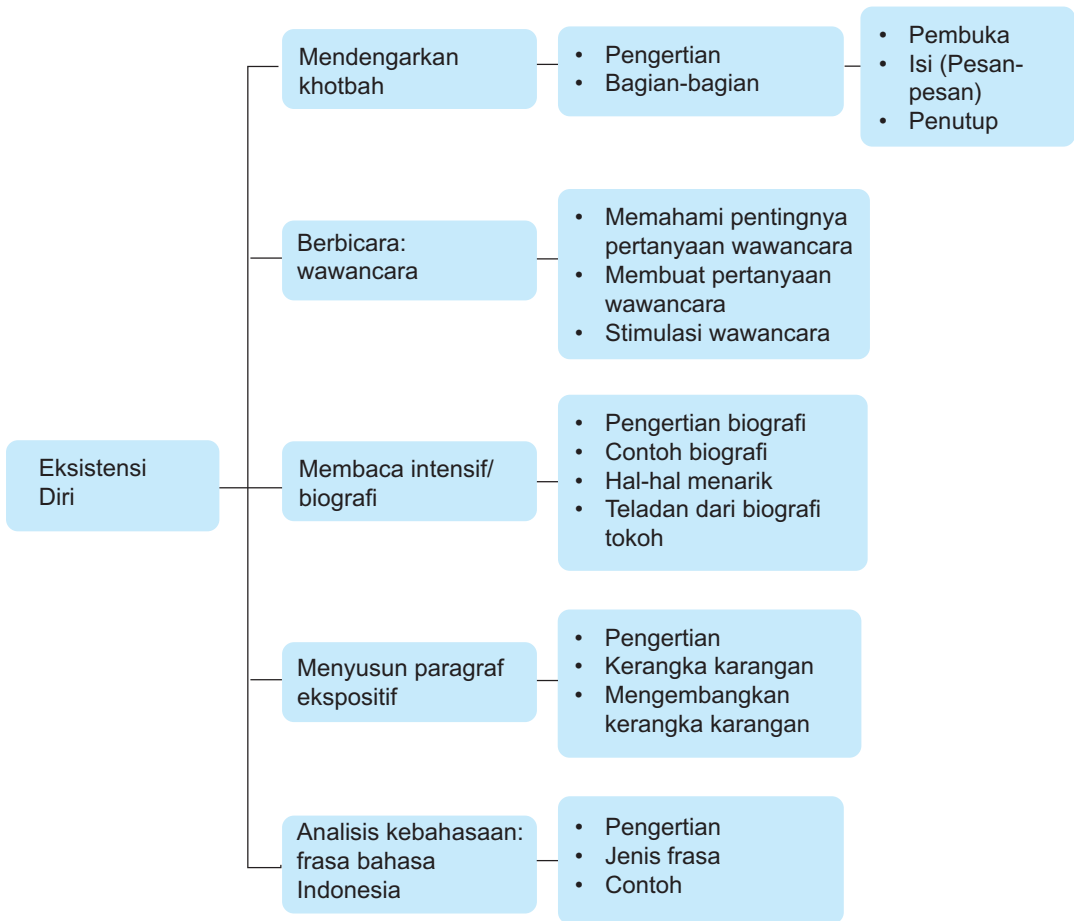 Eksistensi
Diri
Mendengarkan
khotbah
• Pengertian
• Bagian-bagian
• Pembuka
• Isi (Pesan-
pesan)
• Penutup
Berbicara:
wawancara
• Memahami pentingnya
pertanyaan wawancara
• Membuat pertanyaan
wawancara
• Stimulasi wawancara
Membaca intensif/
biografi
• Pengertian biografi
• Contoh biografi
• Hal-hal menarik
• Teladan dari biografi
tokoh
Menyusun paragraf
ekspositif
• Pengertian
• Kerangka karangan
• Mengembangkan
kerangka karangan
Analisis kebahasaan:
frasa bahasa
Indonesia
• Pengertian
• Jenis frasa
• Contoh